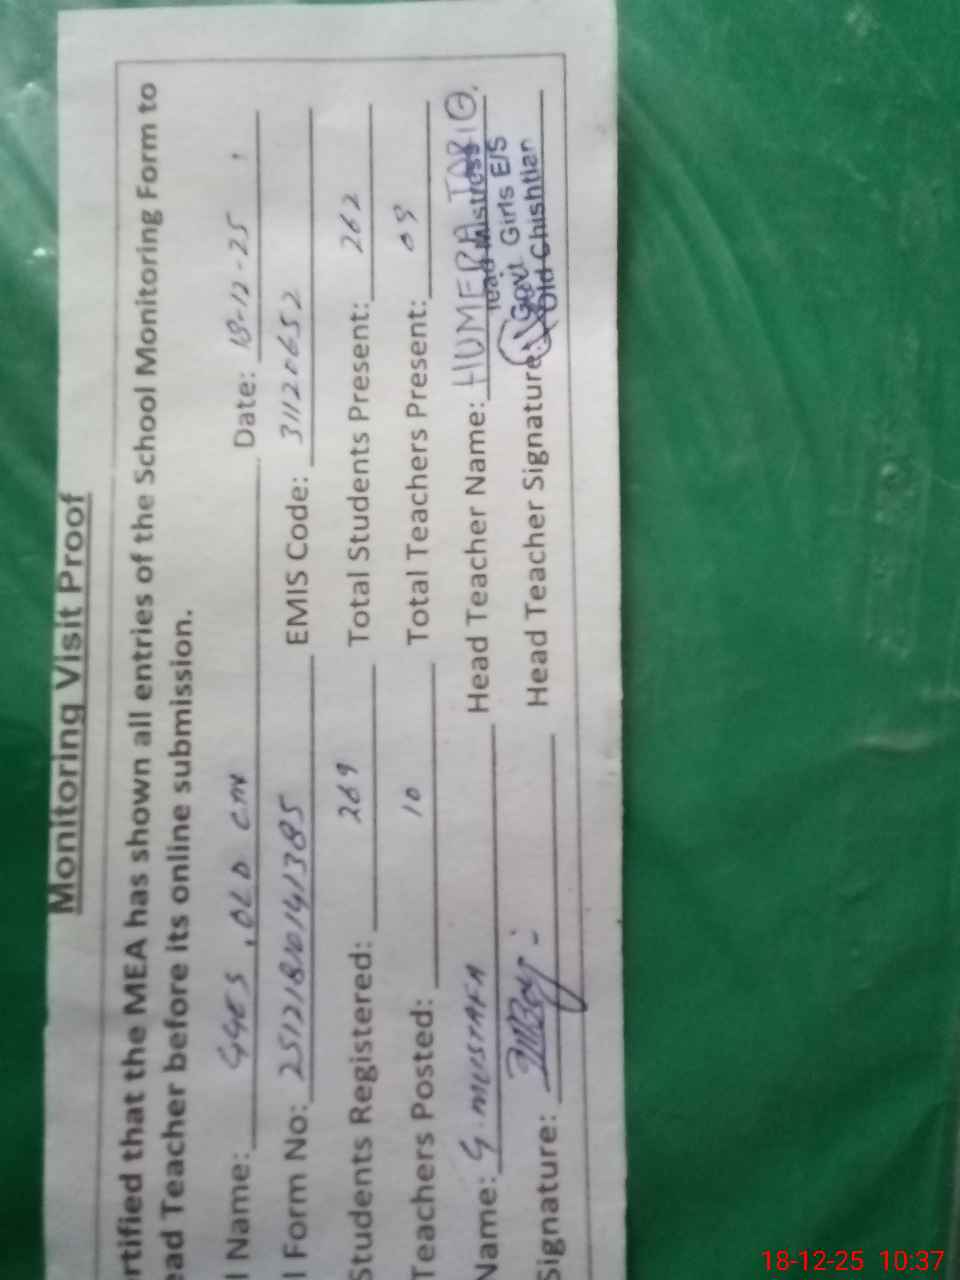 Monitoring Visit Proof
rtified that the MEA has shown all entries of the School Monitoring Form to
ead Teacher before its online submission.
l Name: GGES, OLD CTN Date: 18-12-25
l Form No: 25121810141385 EMIS Code: 31120652
Students Registered: 269 Total Students Present: 262
Teachers Posted: 10 Total Teachers Present: 09
Name: G. MUSTAFA Head Teacher Name: HUMERA TARIQ.
Signature: Head Teacher Signature:
ead Mistress
Govt Girls E/S
Old Chishtian
18-12-25 10:37